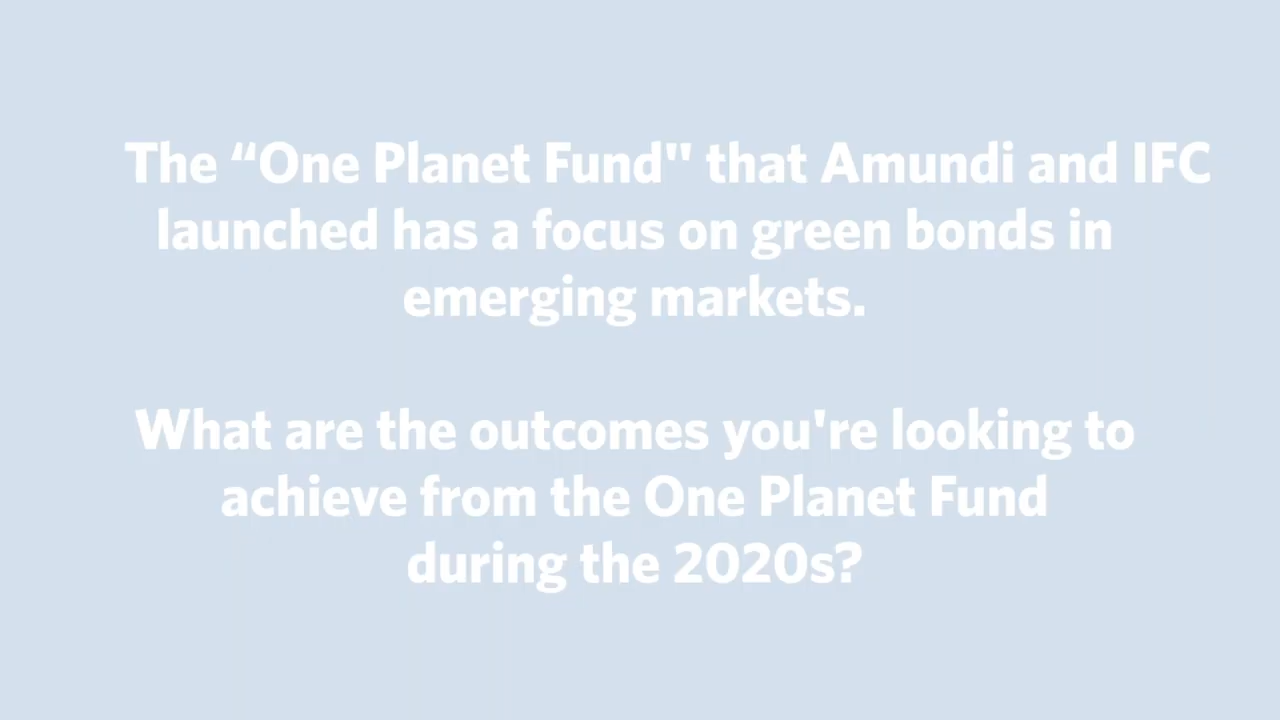 The “One Planet Fund" that Amundi and IFC
launched has a focus on green bonds in
emerging markets.
What are the outcomes you're looking to
achieve from the One Planet Fund
during the 2020s?